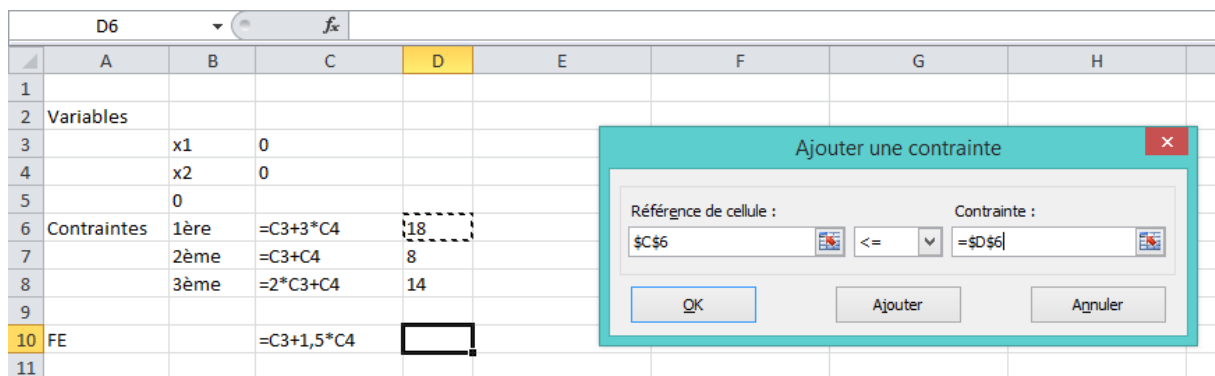 D6 fx
A B C D E F G H
1
2 Variables
3 x1 0
4 x2 0
5 0
6 Contraintes 1ère =C3+3*C4 18
7 2ème =C3+C4 8
8 3ème =2*C3+C4 14
9
10 FE =C3+1,5*C4
11
Ajouter une contrainte
Référence de cellule : Contrainte :
$C$6 <= =$D$6
OK Ajouter Annuler